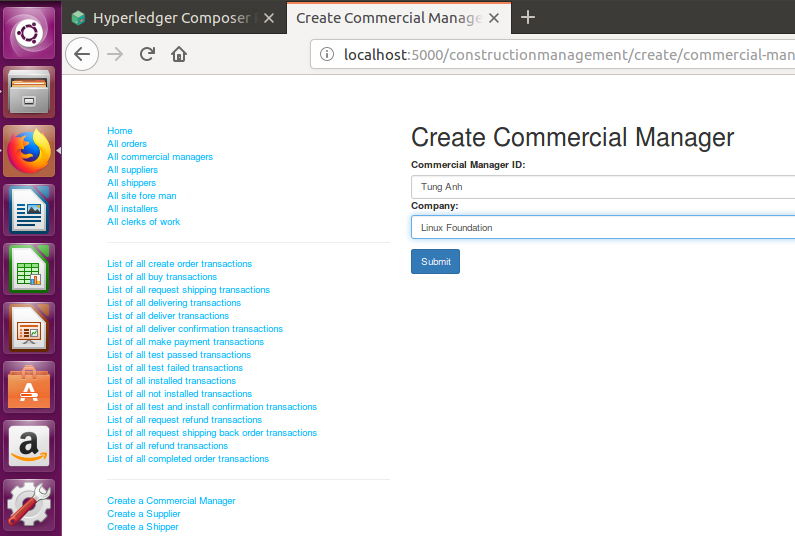 Hyperledger Composer
Create Commercial Manage
localhost:5000/constructionmanagement/create/commercial-man
Home
All orders
All commercial managers
All suppliers
All shippers
All site fore man
All installers
All clerks of work
List of all create order transactions
List of all buy transactions
List of all request shipping transactions
List of all delivering transactions
List of all deliver transactions
List of all deliver confirmation transactions
List of all make payment transactions
List of all test passed transactions
List of all test failed transactions
List of all installed transactions
List of all not installed transactions
List of all test and install confirmation transactions
List of all request refund transactions
List of all request shipping back order transactions
List of all refund transactions
List of all completed order transactions
Create a Commercial Manager
Create a Supplier
Create a Shipper
Create Commercial Manager
Commercial Manager ID:
Tung Anh
Company:
Linux Foundation
Submit